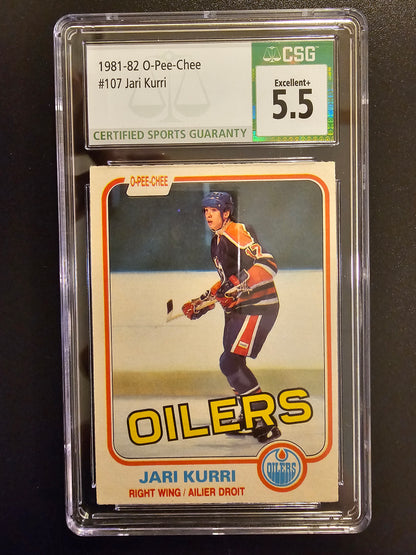 1981-82 O-Pee-Chee
#107 Jari Kurri
CERTIFIED SPORTS GUARANTY
CSG
Excellent+
5.5
O-PEE-CHEE
17
OILERS
JARI KURRI
RIGHT WING / AILIER DROIT
OILERS